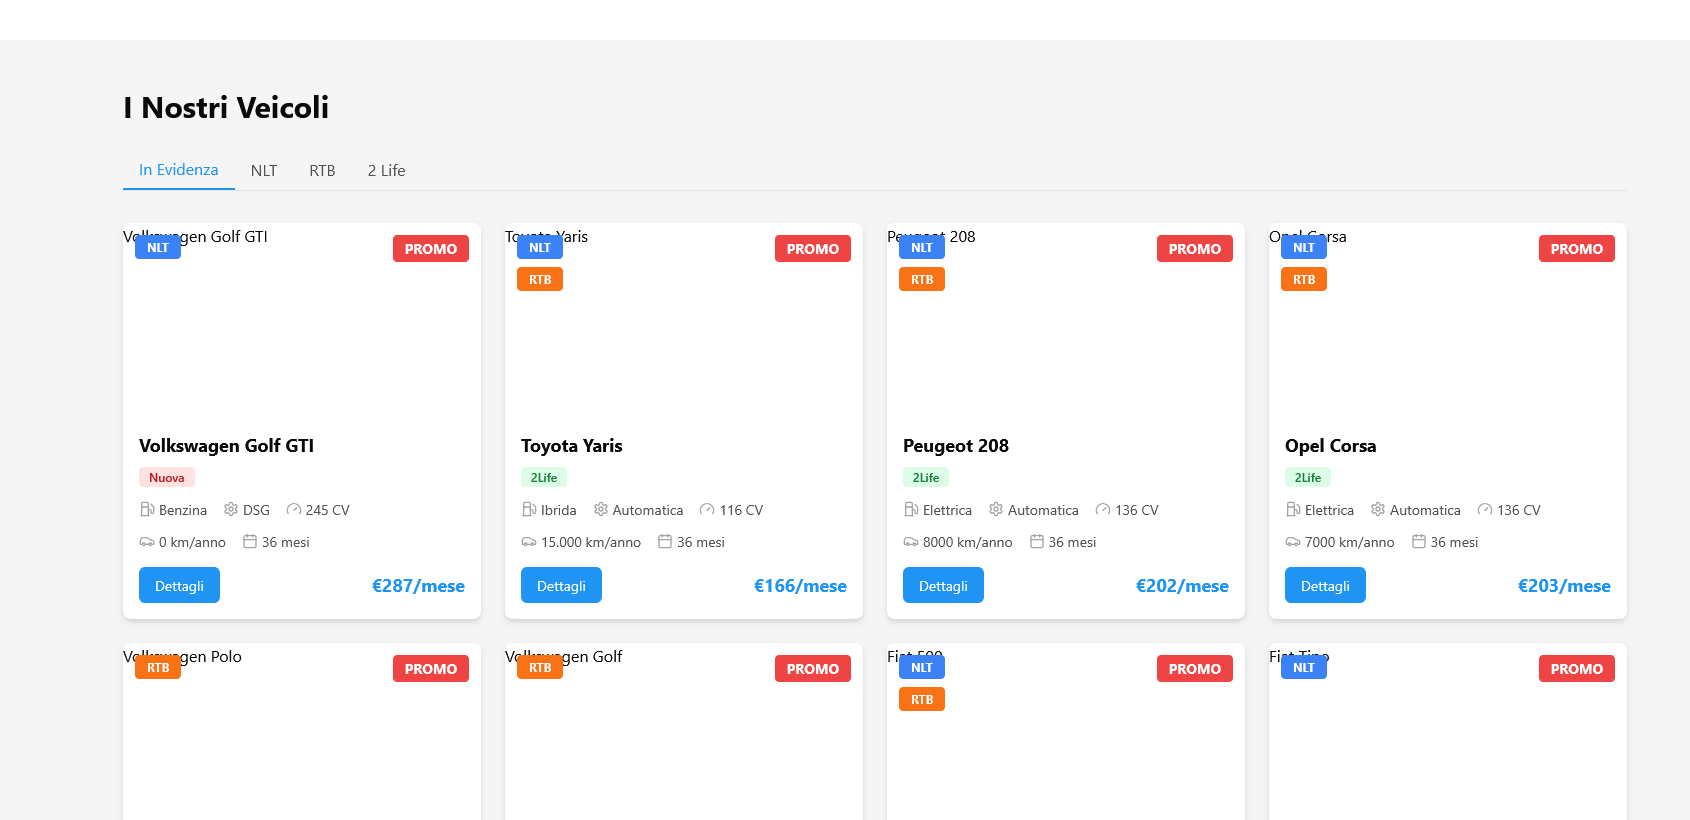 I Nostri Veicoli
In Evidenza NLT RTB 2 Life
Volkswagen Golf GTI
NLT
PROMO
Volkswagen Golf GTI
Nuova
Benzina DSG 245 CV
0 km/anno 36 mesi
Dettagli €287/mese
Toyota Yaris
NLT
PROMO
RTB
Toyota Yaris
2Life
Ibrida Automatica 116 CV
15.000 km/anno 36 mesi
Dettagli €166/mese
Peugeot 208
NLT
PROMO
RTB
Peugeot 208
2Life
Elettrica Automatica 136 CV
8000 km/anno 36 mesi
Dettagli €202/mese
Opel Corsa
NLT
PROMO
RTB
Opel Corsa
2Life
Elettrica Automatica 136 CV
7000 km/anno 36 mesi
Dettagli €203/mese
Volkswagen Polo
RTB
PROMO
Volkswagen Golf
RTB
PROMO
Fiat 500
NLT
PROMO
RTB
Fiat Tipo
NLT
PROMO